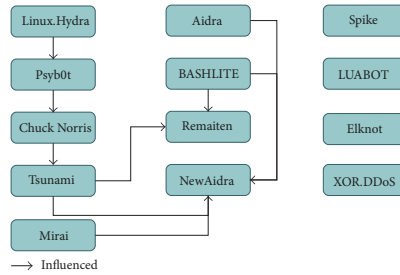 Linux.Hydra
Psyb0t
Chuck Norris
Tsunami
Mirai
Aidra
BASHLITE
Remaiten
NewAidra
Spike
LUABOT
Elknot
XOR.DDoS
Influenced